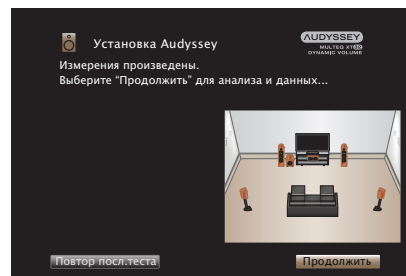 Установка Audyssey
AUDYSSEY
MULTEQ XT32
DYNAMIC VOLUME
Измерения произведены.
Выберите “Продолжить” для анализа и данных...
Повтор посл.теста
Продолжить